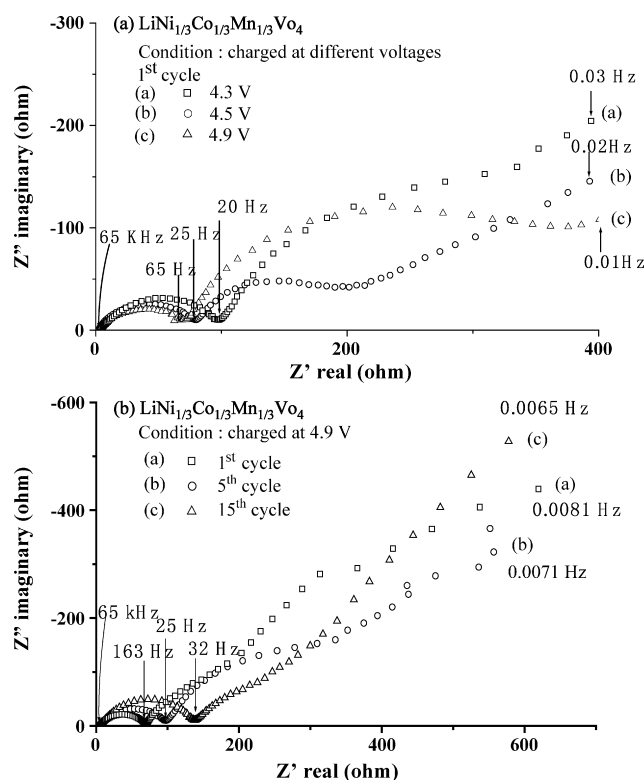 (a) LiNi1/3Co1/3Mn1/3Vo4
Condition : charged at different voltages
1st cycle
(a) □ 4.3 V
(b) ○ 4.5 V
(c) △ 4.9 V
0.03 Hz
(a)
0.02Hz
(b)
(c)
0.01Hz
20 Hz
25 Hz
65 Hz
65 KHz
-300
-200
-100
0
0 200 400
Z" imaginary (ohm)
Z' real (ohm)
(b) LiNi1/3Co1/3Mn1/3Vo4
Condition : charged at 4.9 V
(a) □ 1st cycle
(b) ○ 5th cycle
(c) △ 15th cycle
0.0065 Hz
(c)
(a)
0.0081 Hz
(b)
0.0071 Hz
65 kHz
25 Hz
163 Hz
32 Hz
-600
-400
-200
0
0 200 400 600
Z" imaginary (ohm)
Z' real (ohm)